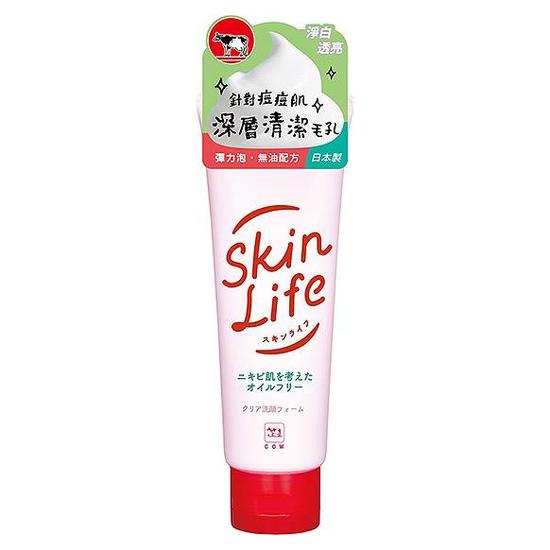 淨白
透亮
針對痘痘肌
深層清潔毛孔
彈力泡・無油配方 日本製
Skin
Life
スキンライフ
ニキビ肌を考えた
オイルフリー
クリア洗顔フォーム
COW